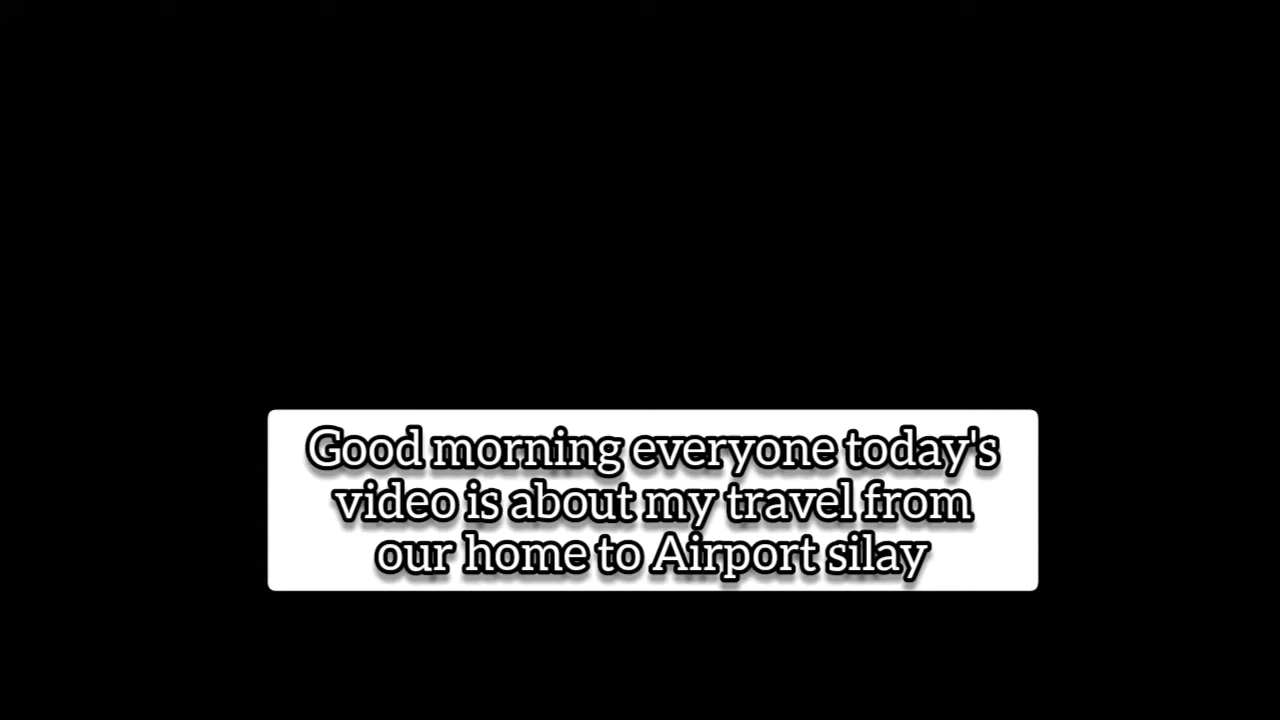 Good morning everyone today's
video is about my travel from
our home to Airport silay